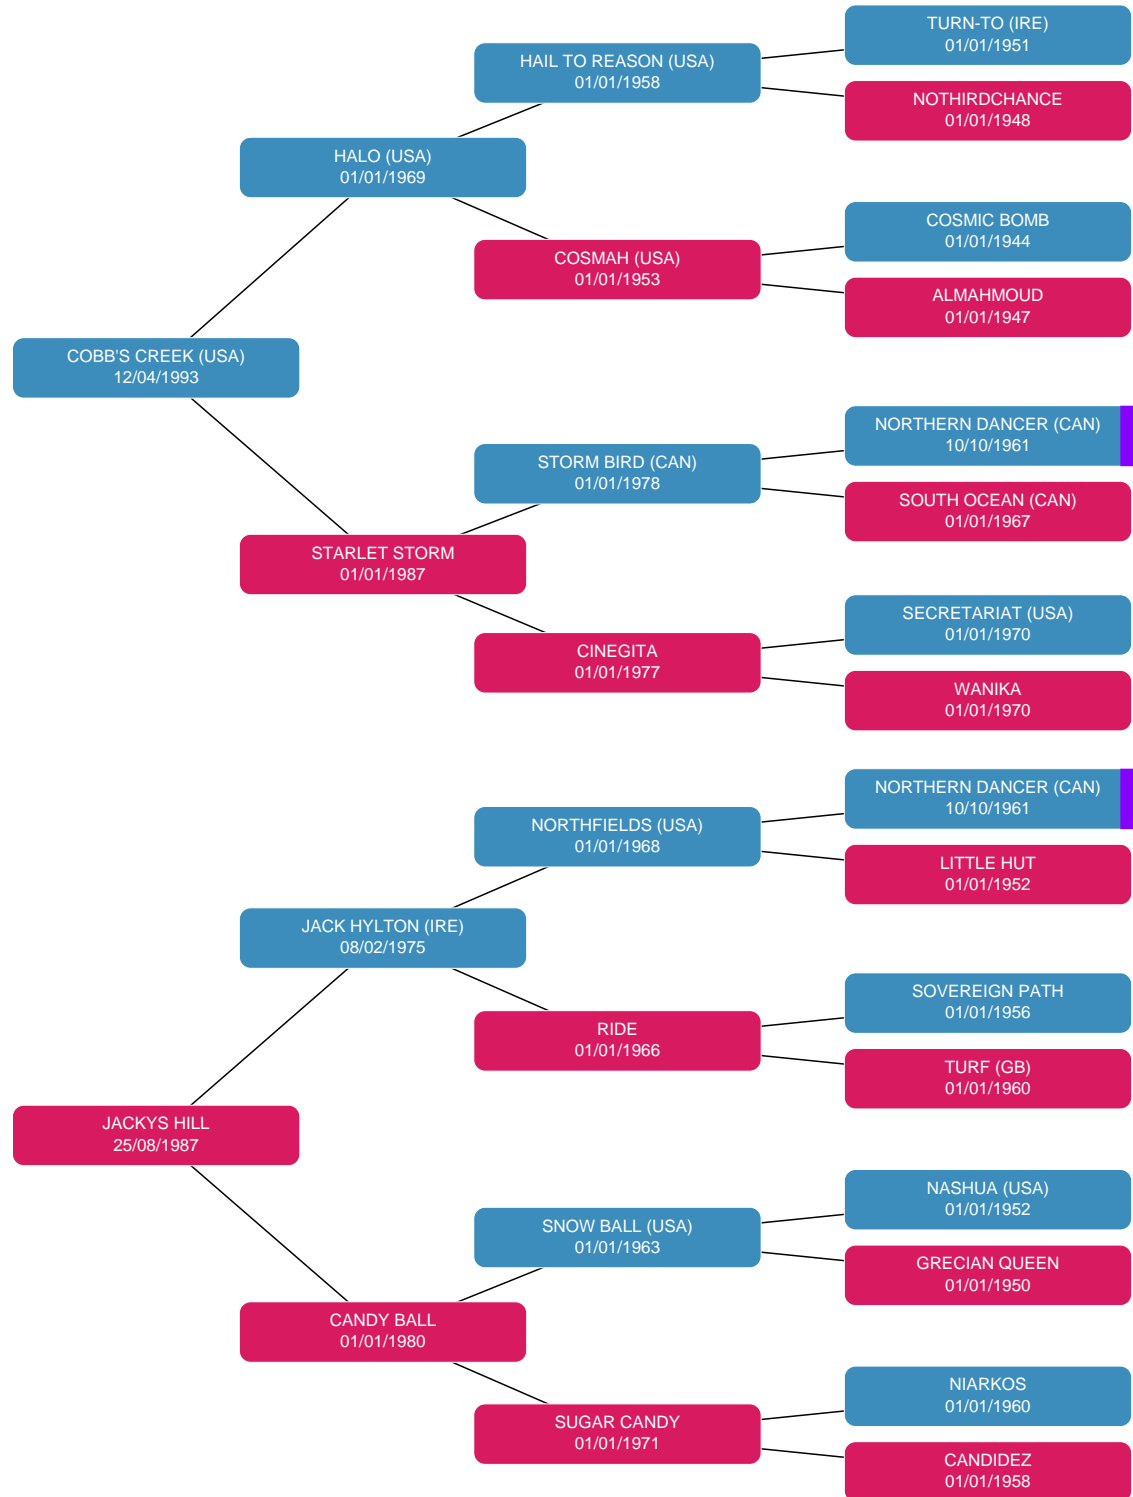 TURN-TO (IRE)
01/01/1951
HAIL TO REASON (USA)
01/01/1958
NOTHIRDCHANCE
01/01/1948
HALO (USA)
01/01/1969
COSMIC BOMB
01/01/1944
COSMAH (USA)
01/01/1953
ALMAHMOUD
01/01/1947
COBB'S CREEK (USA)
12/04/1993
NORTHERN DANCER (CAN)
10/10/1961
STORM BIRD (CAN)
01/01/1978
SOUTH OCEAN (CAN)
01/01/1967
STARLET STORM
01/01/1987
SECRETARIAT (USA)
01/01/1970
CINEGITA
01/01/1977
WANIKA
01/01/1970
NORTHERN DANCER (CAN)
10/10/1961
NORTHFIELDS (USA)
01/01/1968
LITTLE HUT
01/01/1952
JACK HYLTON (IRE)
08/02/1975
SOVEREIGN PATH
01/01/1956
RIDE
01/01/1966
TURF (GB)
01/01/1960
JACKYS HILL
25/08/1987
NASHUA (USA)
01/01/1952
SNOW BALL (USA)
01/01/1963
GRECIAN QUEEN
01/01/1950
CANDY BALL
01/01/1980
NIARKOS
01/01/1960
SUGAR CANDY
01/01/1971
CANDIDEZ
01/01/1958